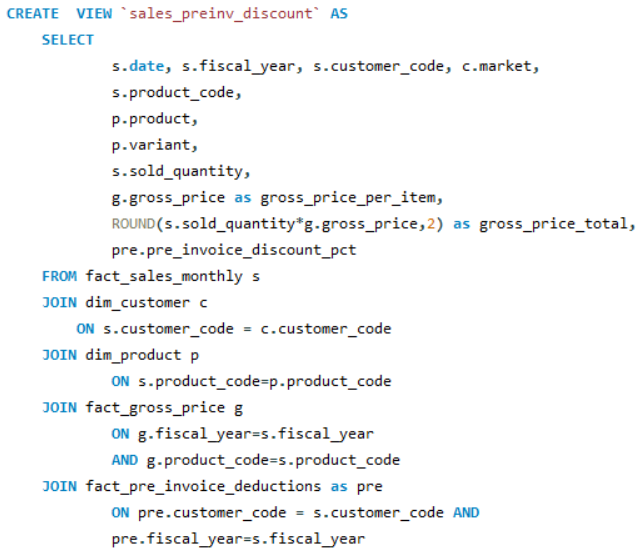 CREATE  VIEW `sales_preinv_discount` AS
    SELECT
            s.date, s.fiscal_year, s.customer_code, c.market,
            s.product_code,
            p.product,
            p.variant,
            s.sold_quantity,
            g.gross_price as gross_price_per_item,
            ROUND(s.sold_quantity*g.gross_price,2) as gross_price_total,
            pre.pre_invoice_discount_pct
    FROM fact_sales_monthly s
    JOIN dim_customer c
        ON s.customer_code = c.customer_code
    JOIN dim_product p
            ON s.product_code=p.product_code
    JOIN fact_gross_price g
            ON g.fiscal_year=s.fiscal_year
            AND g.product_code=s.product_code
    JOIN fact_pre_invoice_deductions as pre
            ON pre.customer_code = s.customer_code AND
            pre.fiscal_year=s.fiscal_year